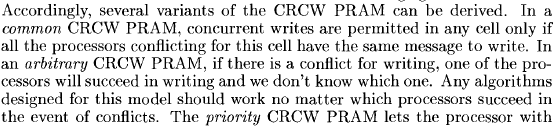 Accordingly, several variants of the CRCW PRAM can be derived. In a
common CRCW PRAM, concurrent writes are permitted in any cell only if
all the processors conflicting for this cell have the same message to write. In
an arbitrary CRCW PRAM, if there is a conflict for writing, one of the pro-
cessors will succeed in writing and we don't know which one. Any algorithms
designed for this model should work no matter which processors succeed in
the event of conflicts. The priority CRCW PRAM lets the processor with